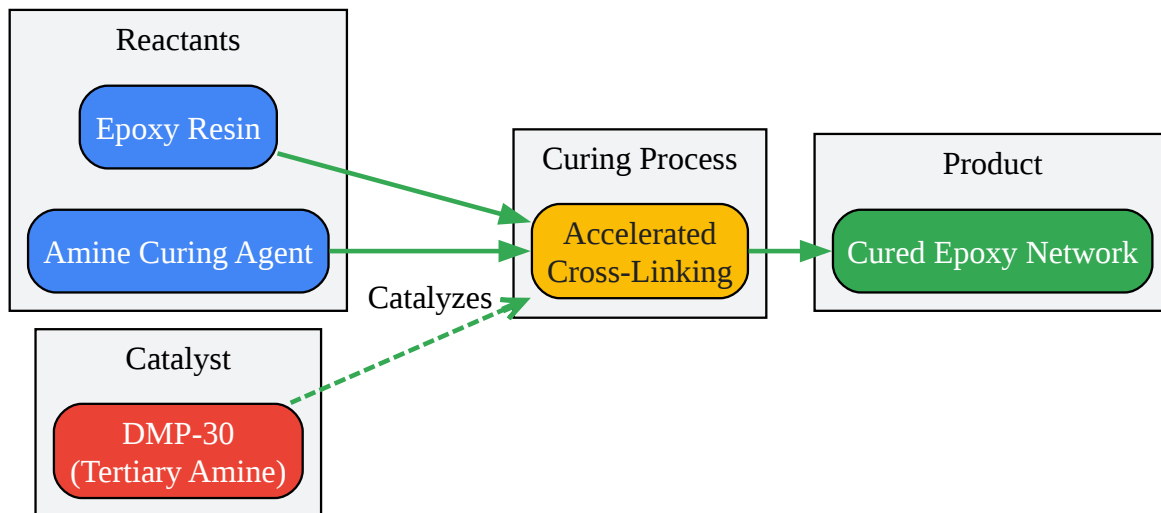 Reactants
Epoxy Resin
Amine Curing Agent
Catalyzes
Curing Process
Accelerated
Cross-Linking
Product
Cured Epoxy Network
Catalyst
DMP-30
(Tertiary Amine)